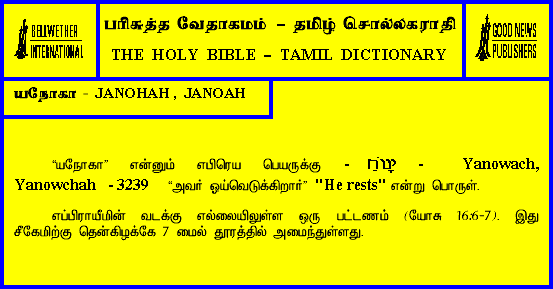 BELLWETHER
INTERNATIONAL
பரிசுத்த வேதாகமம் – தமிழ் சொல்லகராதி
THE HOLY BIBLE – TAMIL DICTIONARY
GOOD NEWS
PUBLISHERS
யநோகா - JANOHAH , JANOAH
“யநோகா” என்னும் எபிரெய பெயருக்கு - - Yanowach,
Yanowchah - 3239 “அவர் ஓய்வெடுக்கிறார்” "He rests" என்று பொருள்.
எப்பிராயீமின் வடக்கு எல்லையிலுள்ள ஒரு பட்டணம் (யோசு 16:6-7). இது
சீகேமிற்கு தென்கிழக்கே 7 மைல் தூரத்தில் அமைந்துள்ளது.